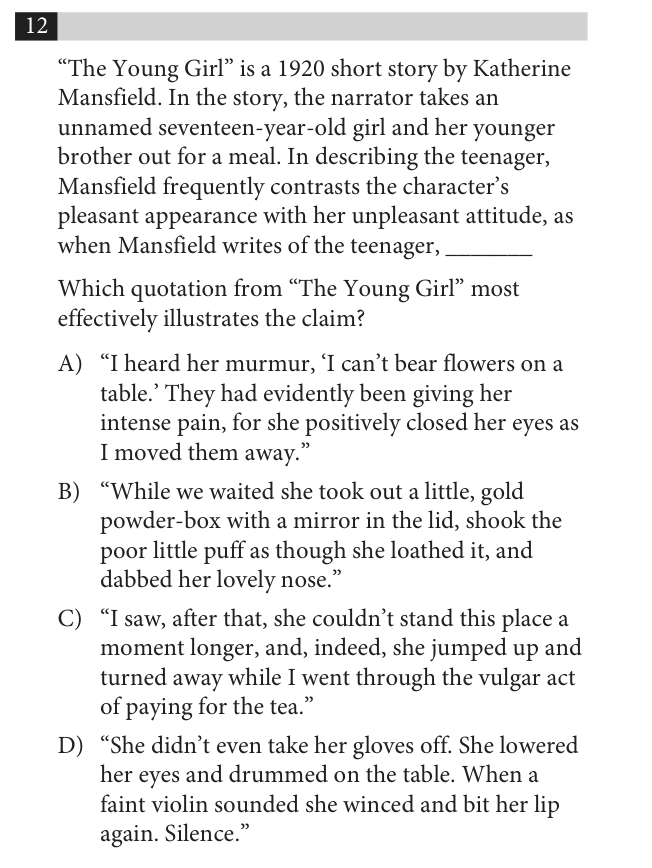 12
“The Young Girl” is a 1920 short story by Katherine
Mansfield. In the story, the narrator takes an
unnamed seventeen-year-old girl and her younger
brother out for a meal. In describing the teenager,
Mansfield frequently contrasts the character’s
pleasant appearance with her unpleasant attitude, as
when Mansfield writes of the teenager, _______
Which quotation from “The Young Girl” most
effectively illustrates the claim?
A) “I heard her murmur, ‘I can’t bear flowers on a
table.’ They had evidently been giving her
intense pain, for she positively closed her eyes as
I moved them away.”
B) “While we waited she took out a little, gold
powder-box with a mirror in the lid, shook the
poor little puff as though she loathed it, and
dabbed her lovely nose.”
C) “I saw, after that, she couldn’t stand this place a
moment longer, and, indeed, she jumped up and
turned away while I went through the vulgar act
of paying for the tea.”
D) “She didn’t even take her gloves off. She lowered
her eyes and drummed on the table. When a
faint violin sounded she winced and bit her lip
again. Silence.”